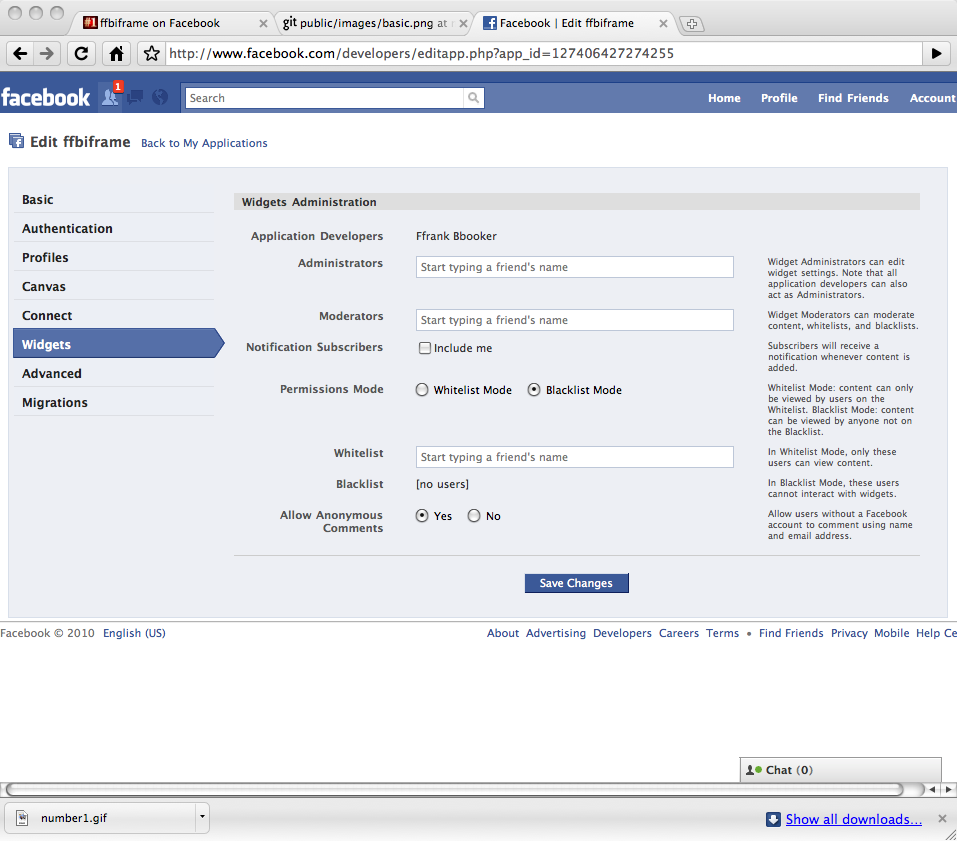 #1 ffbiframe on Facebook
git public/images/basic.png at
Facebook | Edit ffbiframe
http://www.facebook.com/developers/editapp.php?app_id=127406427274255
facebook 1 Search Home Profile Find Friends Account
Edit ffbiframe Back to My Applications
Basic
Authentication
Profiles
Canvas
Connect
Widgets
Advanced
Migrations
Widgets Administration
Application Developers Ffrank Bbooker
Administrators Start typing a friend's name
Widget Administrators can edit
widget settings. Note that all
application developers can also
act as Administrators.
Moderators Start typing a friend's name
Widget Moderators can moderate
content, whitelists, and blacklists.
Notification Subscribers Include me
Subscribers will receive a
notification whenever content is
added.
Permissions Mode Whitelist Mode Blacklist Mode
Whitelist Mode: content can only
be viewed by users on the
Whitelist. Blacklist Mode: content
can be viewed by anyone not on
the Blacklist.
Whitelist Start typing a friend's name
In Whitelist Mode, only these
users can view content.
Blacklist [no users]
In Blacklist Mode, these users
cannot interact with widgets.
Allow Anonymous
Comments
Yes No
Allow users without a Facebook
account to comment using name
and email address.
Save Changes
Facebook © 2010 English (US) About Advertising Developers Careers Terms • Find Friends Privacy Mobile Help Ce
Chat (0)
number1.gif Show all downloads...